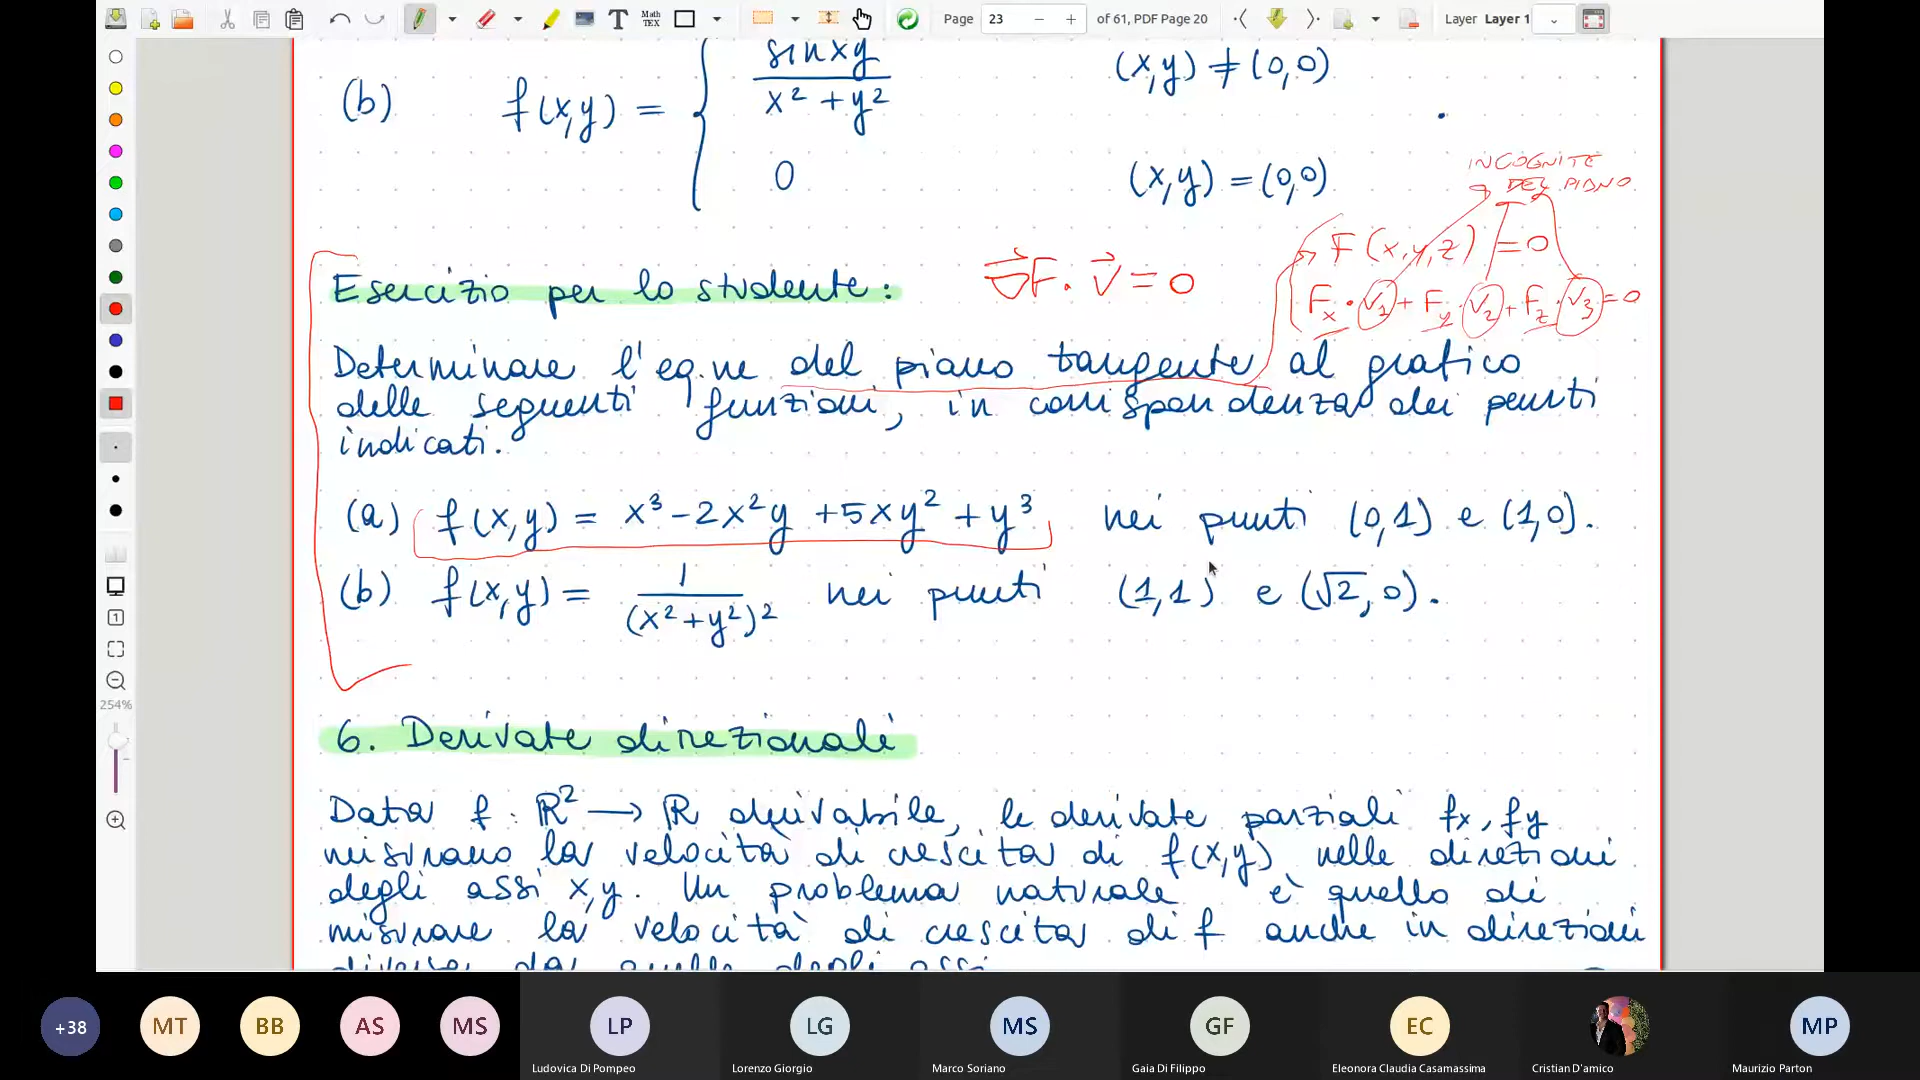 Page 23 of 61, PDF Page 20 Layer Layer 1
254%
sin xy
(b) f(x,y) = x² + y² (x,y) ≠ (0,0)
0 (x,y) = (0,0)
INCOGNITE
DEL PIANO
F(x,y,z) = 0
Esercizio per lo studente: ∇F · v = 0 Fx · v1 + Fy · v2 + Fz · v3 = 0
Determinare l'eq.ne del piano tangente al grafico
delle seguenti funzioni, in corrispondenza dei punti
indicati.
(a) f(x,y) = x³ - 2x²y + 5xy² + y³ nei punti (0,1) e (1,0).
(b) f(x,y) = 1/(x² + y²)² nei punti (1,1) e (√2, 0).
6. Derivate direzionali
Data f : ℝ² → ℝ derivabile, le derivate parziali fx, fy
misurano la velocità di crescita di f(x,y) nelle direzioni
degli assi x,y. Un problema naturale è quello di
misurare la velocità di crescita di f anche in direzioni
diverse da quelle degli assi
+38 MT BB AS MS LP LG MS GF EC MP
Ludovica Di Pompeo Lorenzo Giorgio Marco Soriano Gaia Di Filippo Eleonora Claudia Casamassima Cristian D'amico Maurizio Parton